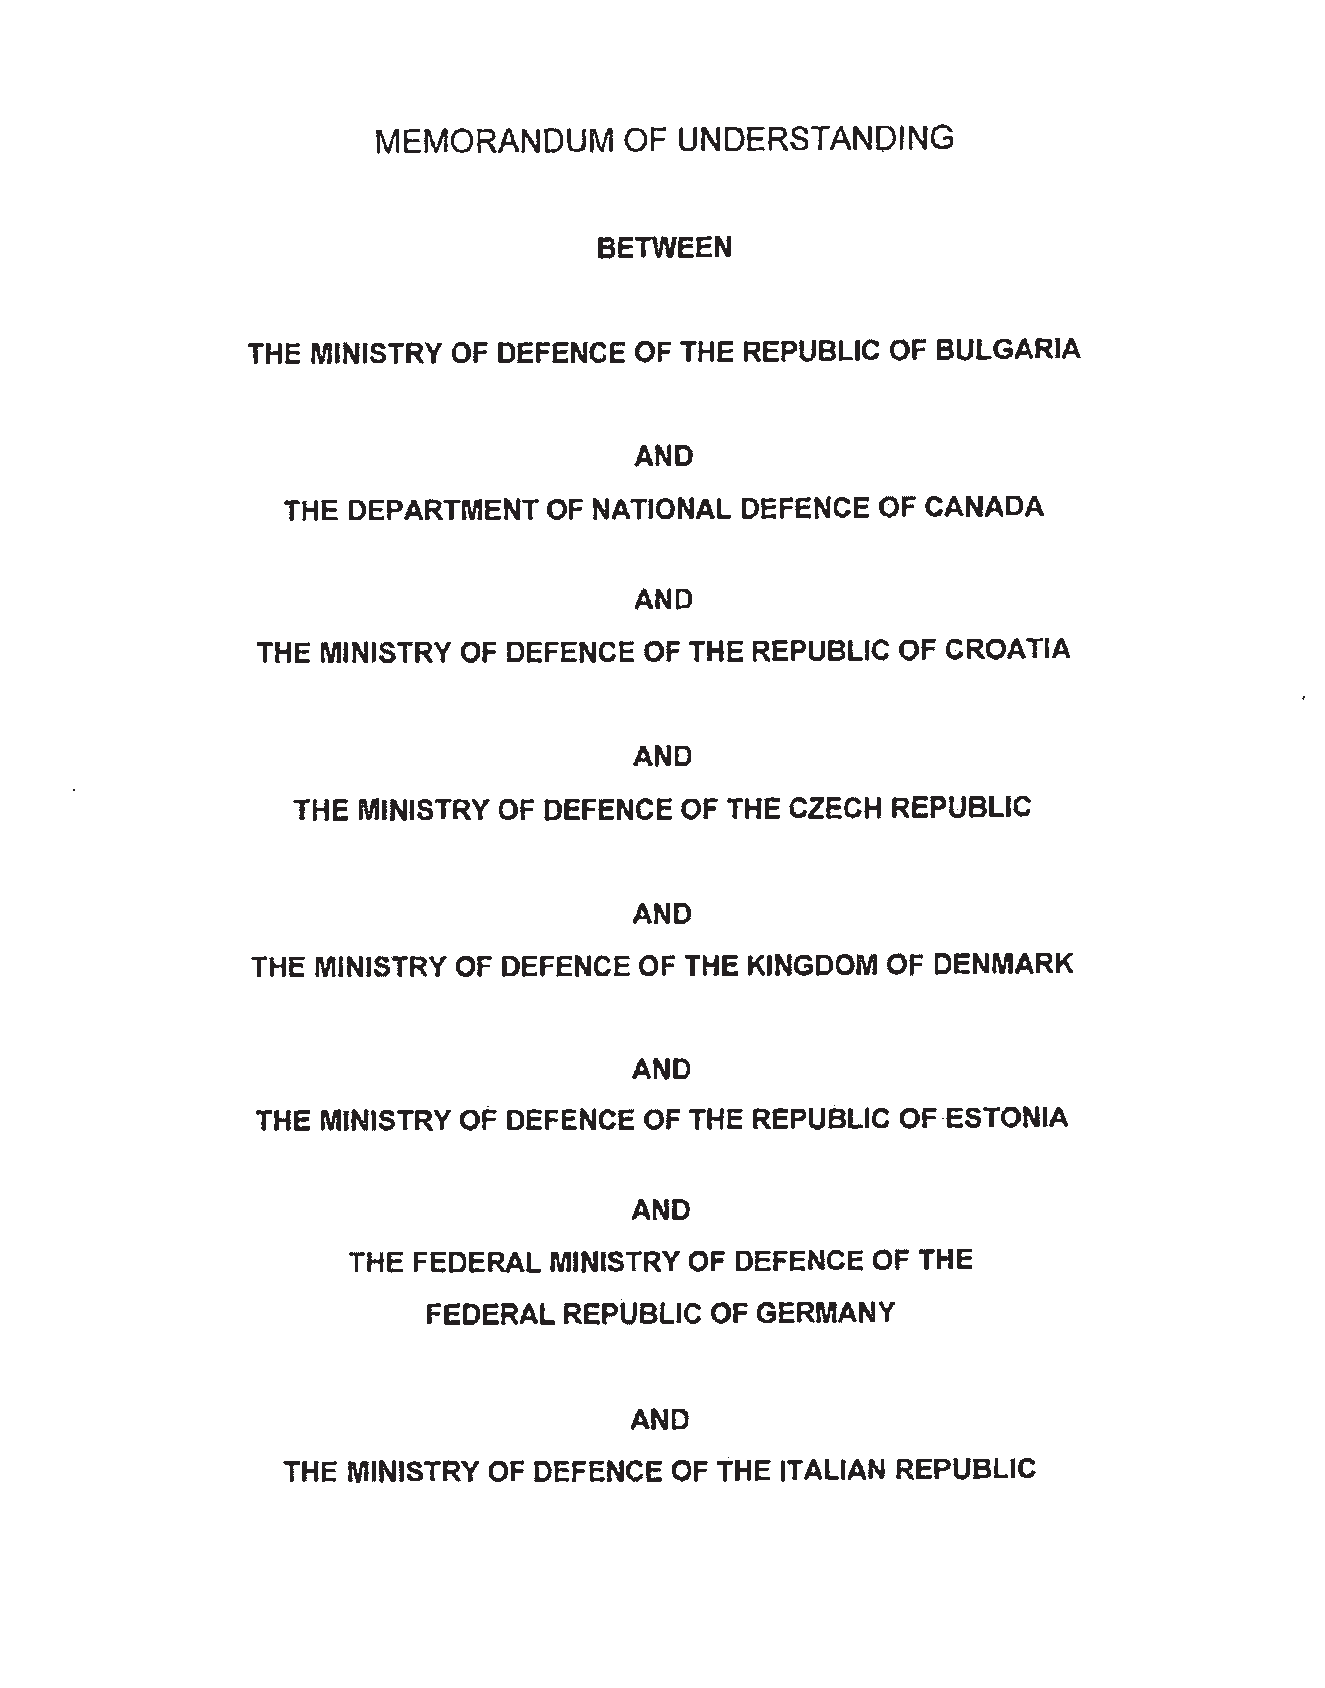 MEMORANDUM OF UNDERSTANDING
BETWEEN
THE MINISTRY OF DEFENCE OF THE REPUBLIC OF BULGARIA
AND
THE DEPARTMENT OF NATIONAL DEFENCE OF CANADA
AND
THE MINISTRY OF DEFENCE OF THE REPUBLIC OF CROATIA
AND
THE MINISTRY OF DEFENCE OF THE CZECH REPUBLIC
AND
THE MINISTRY OF DEFENCE OF THE KINGDOM OF DENMARK
AND
THE MINISTRY OF DEFENCE OF THE REPUBLIC OF ESTONIA
AND
THE FEDERAL MINISTRY OF DEFENCE OF THE
FEDERAL REPUBLIC OF GERMANY
AND
THE MINISTRY OF DEFENCE OF THE ITALIAN REPUBLIC